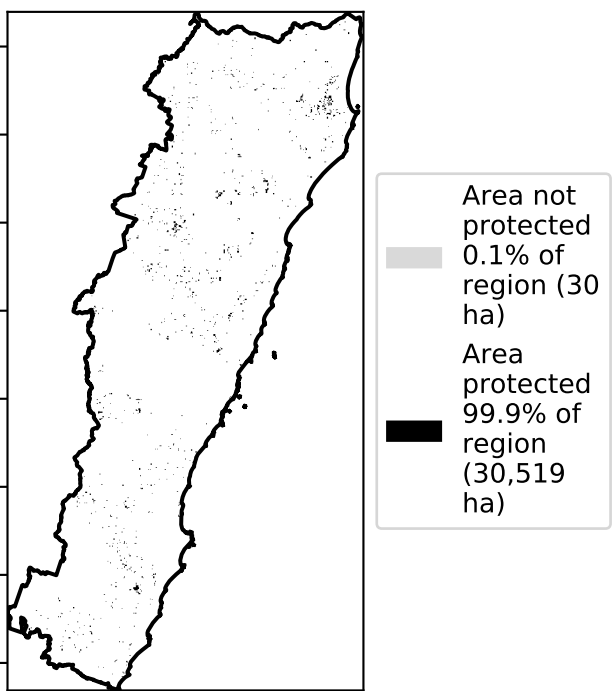 Area not
protected
0.1% of
region (30
ha)
Area
protected
99.9% of
region
(30,519
ha)